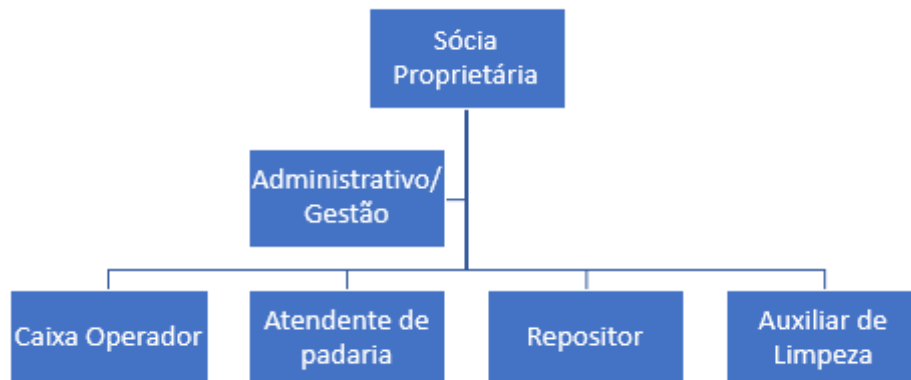 Sócia
Proprietária
Administrativo/
Gestão
Caixa Operador
Atendente de
padaria
Repositor
Auxiliar de
Limpeza